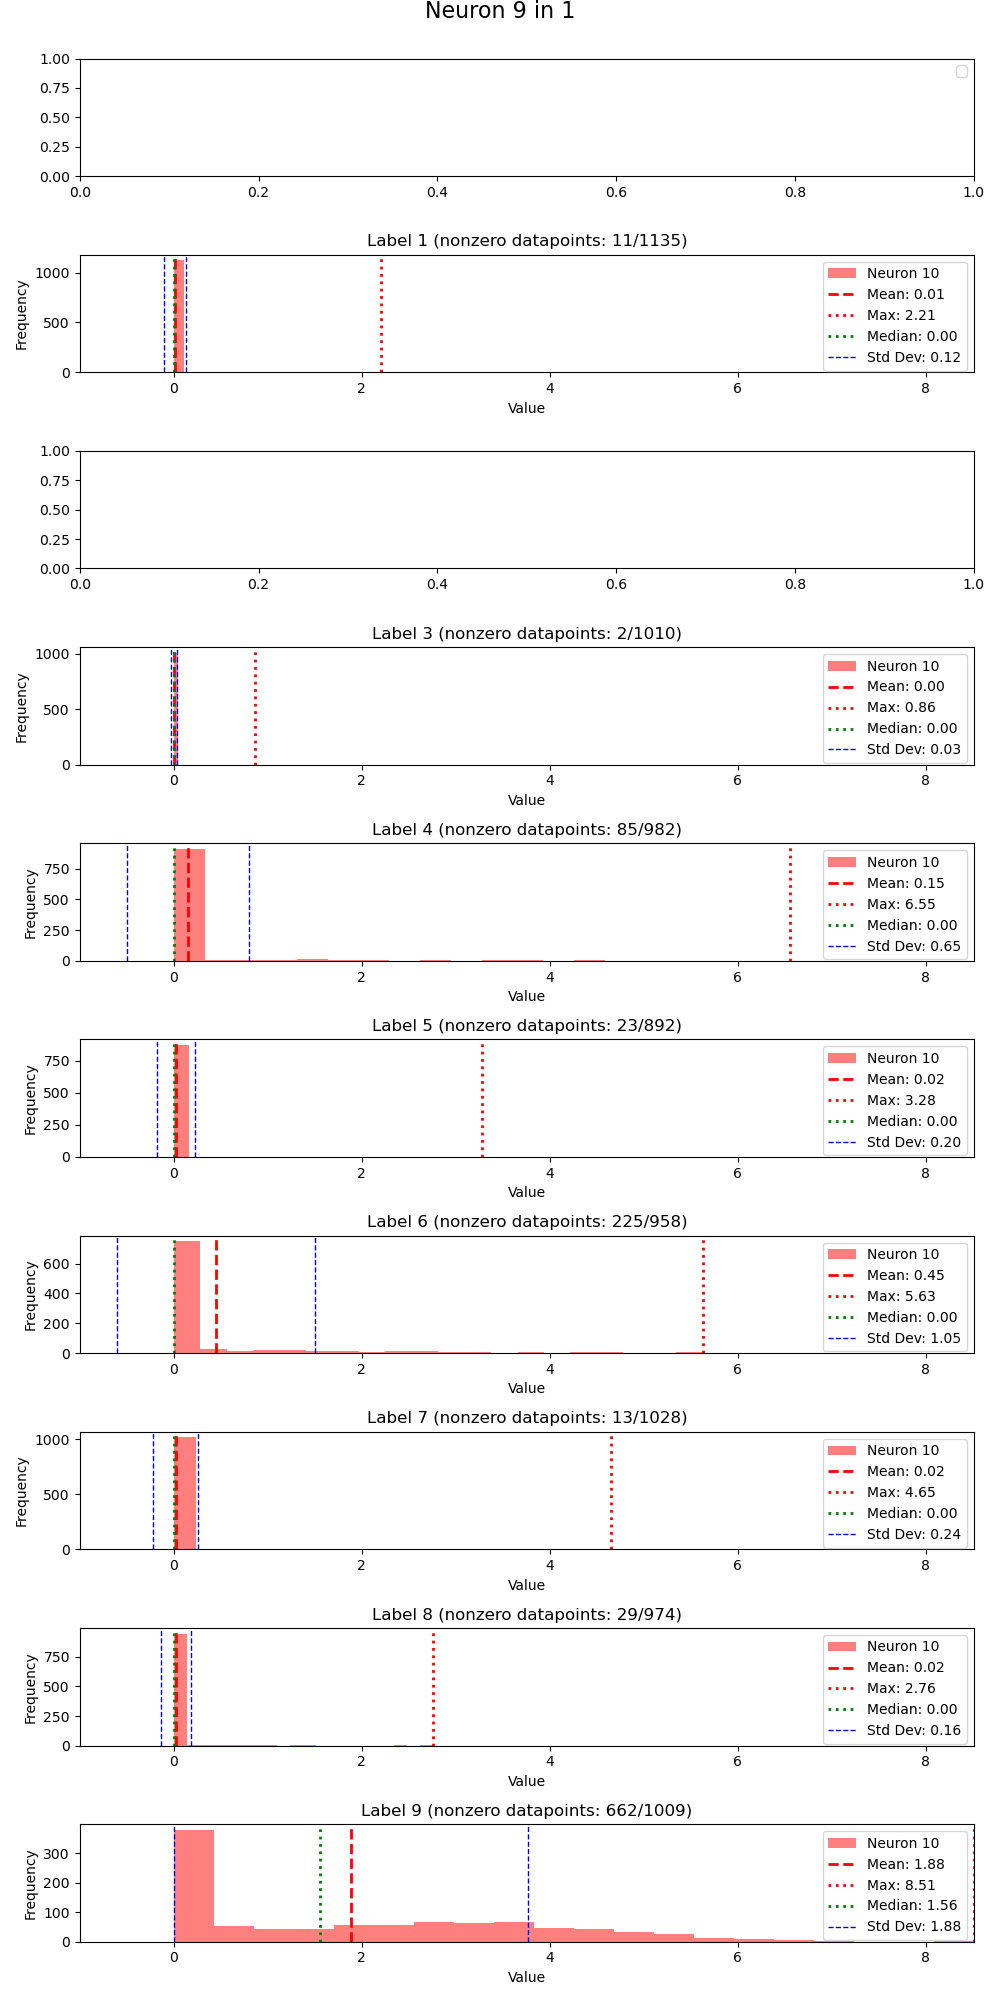 Neuron 9 in 1
1.00
0.75
0.50
0.25
0.00
0.0 0.2 0.4 0.6 0.8 1.0
Label 1 (nonzero datapoints: 11/1135)
Frequency
1000
500
0
Neuron 10
Mean: 0.01
Max: 2.21
Median: 0.00
Std Dev: 0.12
0 2 4 6 8
Value
1.00
0.75
0.50
0.25
0.00
0.0 0.2 0.4 0.6 0.8 1.0
Label 3 (nonzero datapoints: 2/1010)
Frequency
1000
500
0
Neuron 10
Mean: 0.00
Max: 0.86
Median: 0.00
Std Dev: 0.03
0 2 4 6 8
Value
Label 4 (nonzero datapoints: 85/982)
Frequency
750
500
250
0
Neuron 10
Mean: 0.15
Max: 6.55
Median: 0.00
Std Dev: 0.65
0 2 4 6 8
Value
Label 5 (nonzero datapoints: 23/892)
Frequency
750
500
250
0
Neuron 10
Mean: 0.02
Max: 3.28
Median: 0.00
Std Dev: 0.20
0 2 4 6 8
Value
Label 6 (nonzero datapoints: 225/958)
Frequency
600
400
200
0
Neuron 10
Mean: 0.45
Max: 5.63
Median: 0.00
Std Dev: 1.05
0 2 4 6 8
Value
Label 7 (nonzero datapoints: 13/1028)
Frequency
1000
500
0
Neuron 10
Mean: 0.02
Max: 4.65
Median: 0.00
Std Dev: 0.24
0 2 4 6 8
Value
Label 8 (nonzero datapoints: 29/974)
Frequency
750
500
250
0
Neuron 10
Mean: 0.02
Max: 2.76
Median: 0.00
Std Dev: 0.16
0 2 4 6 8
Value
Label 9 (nonzero datapoints: 662/1009)
Frequency
300
200
100
0
Neuron 10
Mean: 1.88
Max: 8.51
Median: 1.56
Std Dev: 1.88
0 2 4 6 8
Value